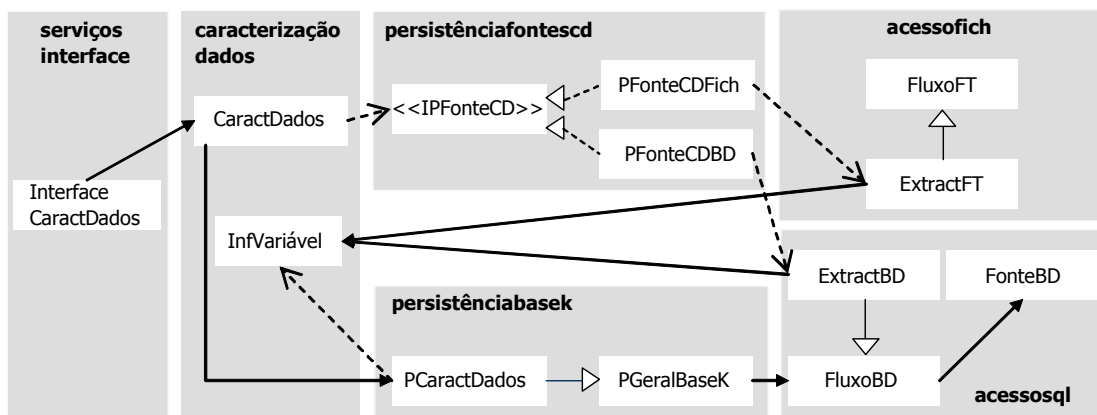 serviços
interface
caracterização
dados
persistênciafontescd
acessofich
CaractDados
<<IPFonteCD>>
PFonteCDFich
PFonteCDBD
FluxoFT
ExtractFT
Interface
CaractDados
InfVariável
ExtractBD
FonteBD
persistênciabasek
PCaractDados
PGeralBaseK
FluxoBD
acessosql